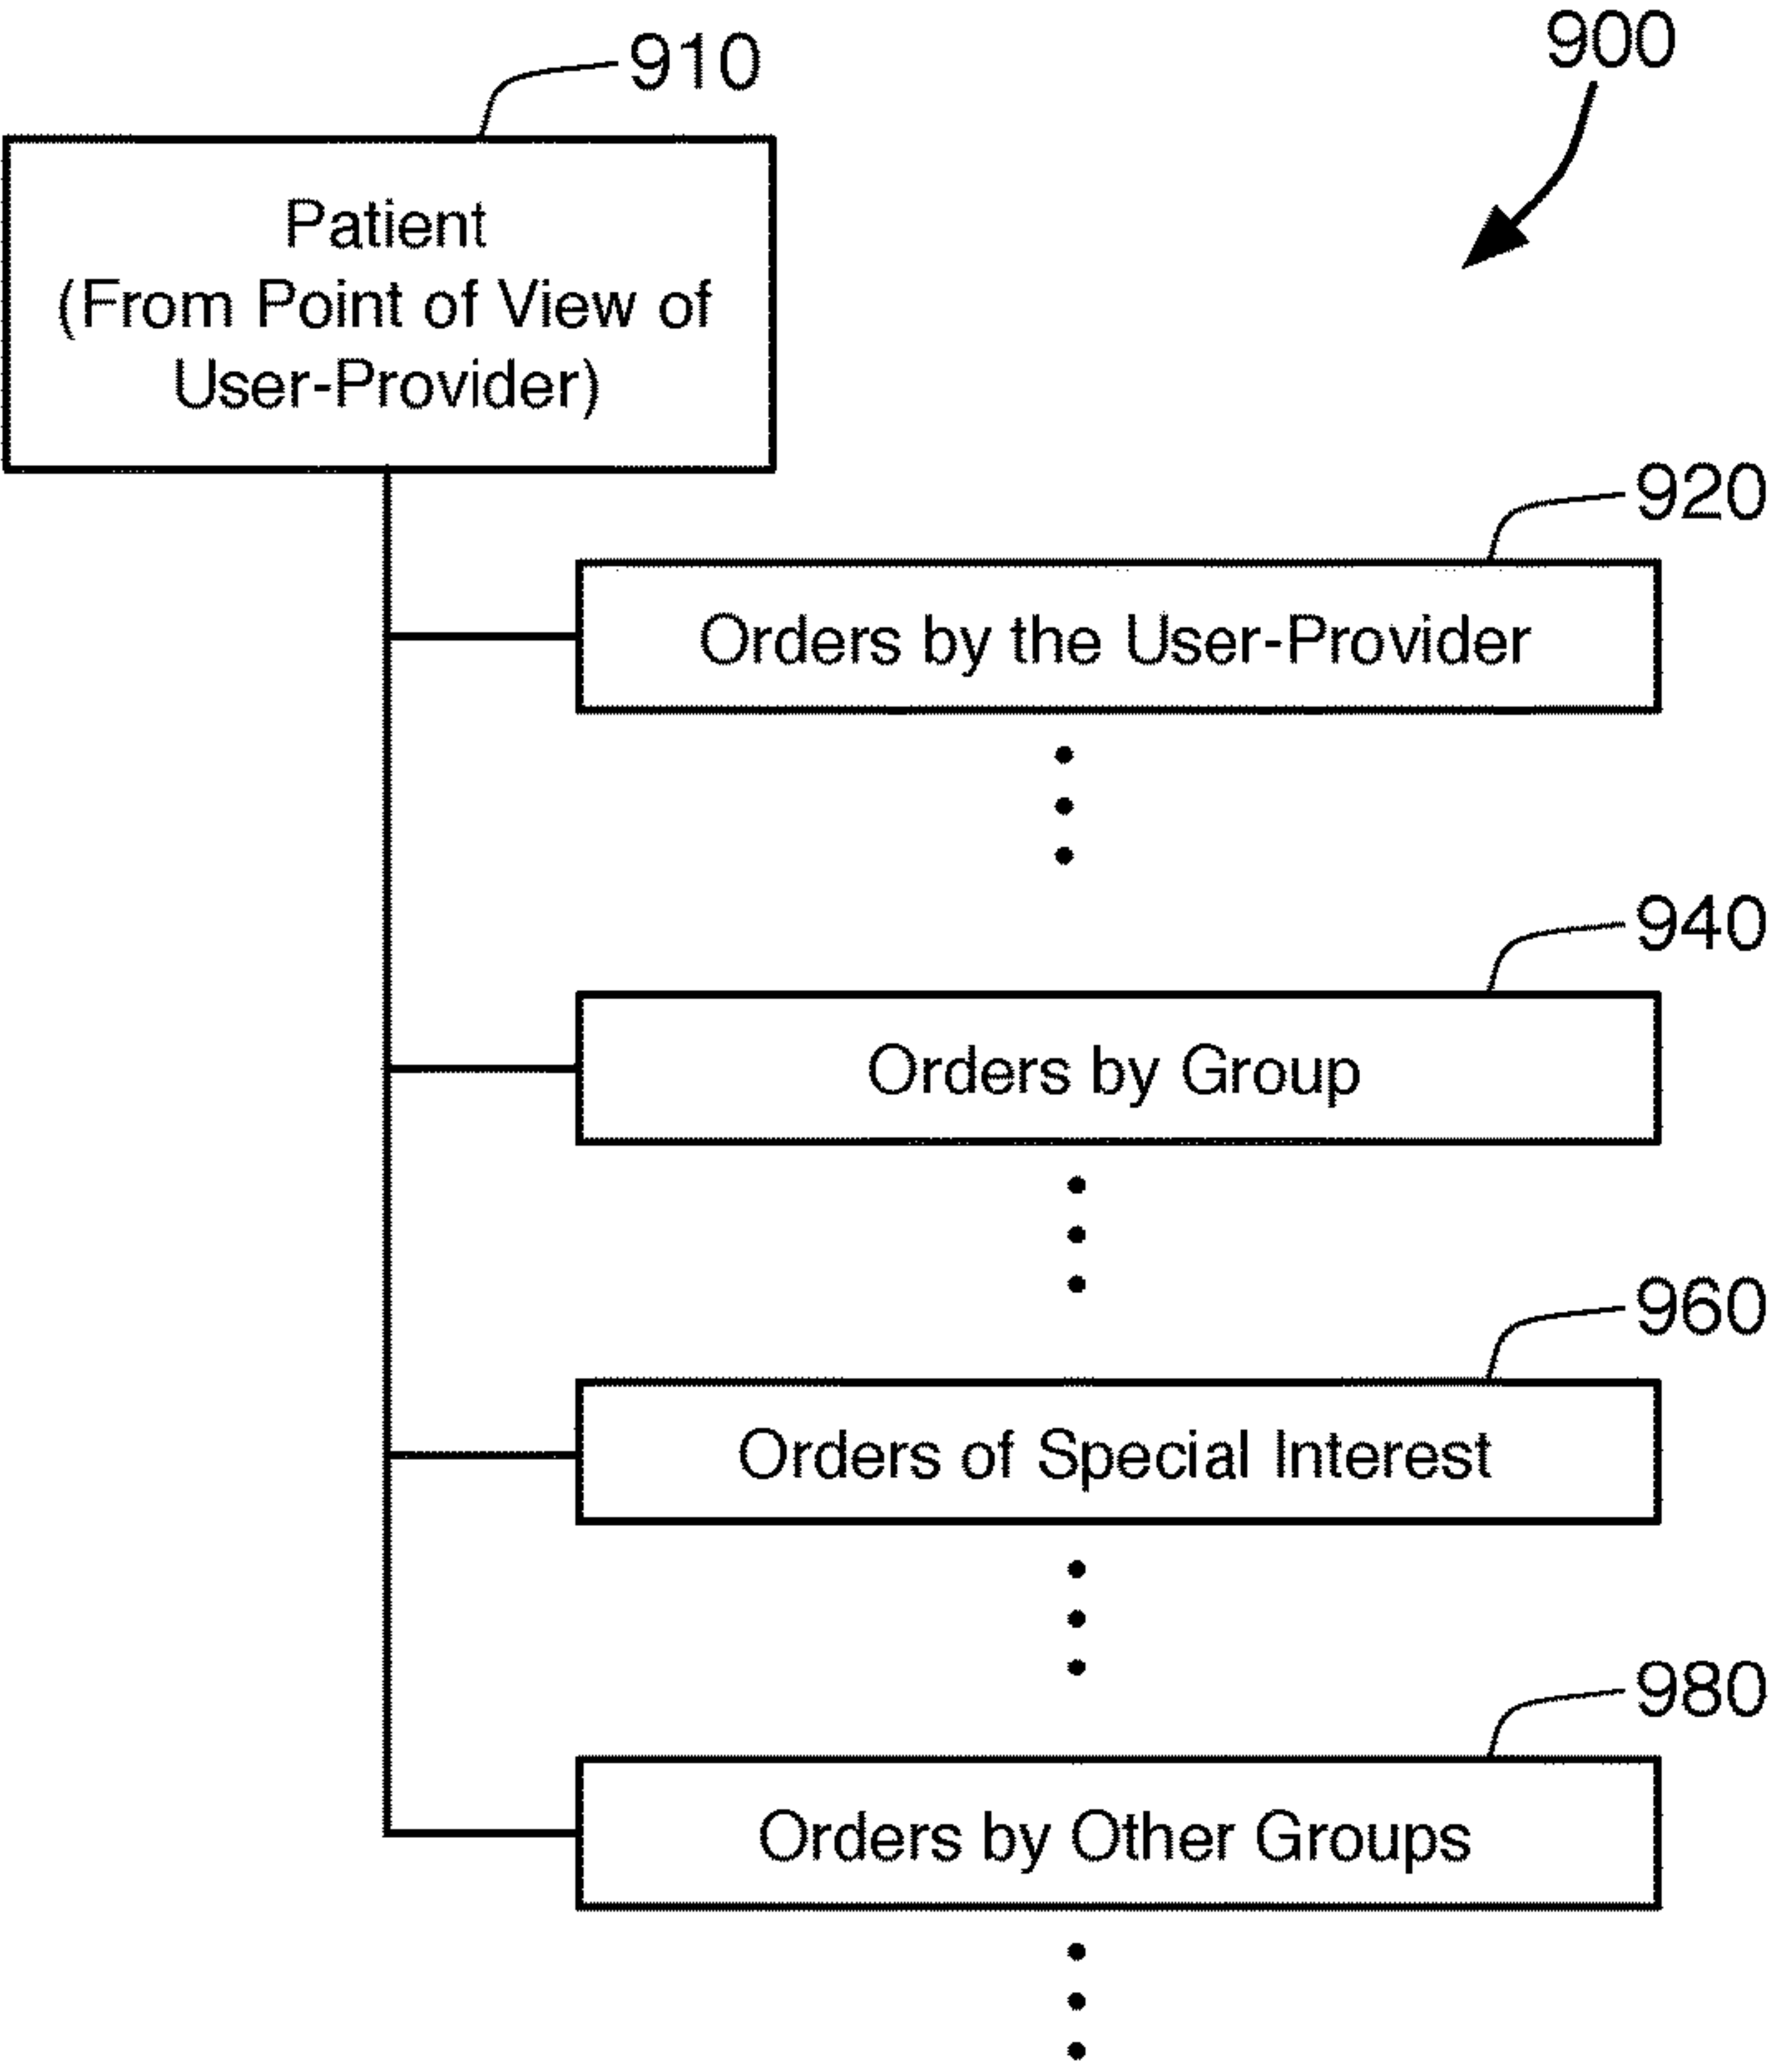 900
910
Patient
(From Point of View of
User-Provider)
920
Orders by the User-Provider
940
Orders by Group
960
Orders of Special Interest
980
Orders by Other Groups